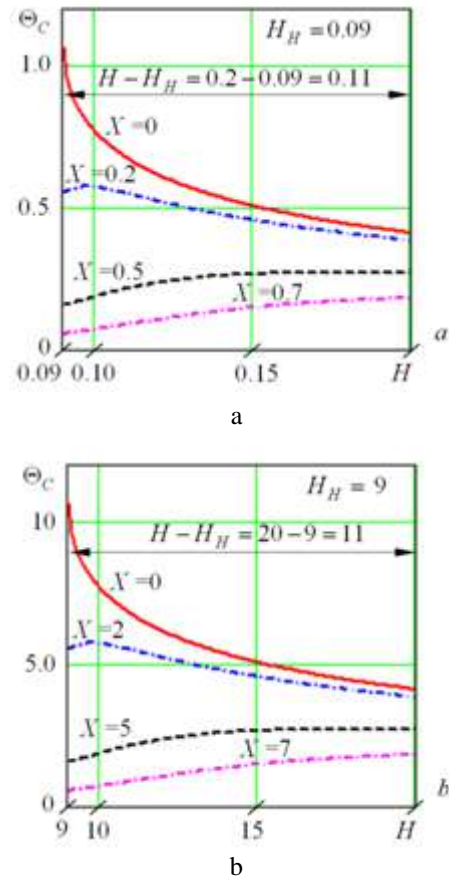 Θ_C
H_H = 0.09
1.0
H – H_H = 0.2 – 0.09 = 0.11
X = 0
X = 0.2
0.5
X = 0.5
X = 0.7
0
0.09 0.10 0.15 H a
a
Θ_C
H_H = 9
10
H – H_H = 20 – 9 = 11
X = 0
X = 2
5.0
X = 5
X = 7
0
9 10 15 H b
b